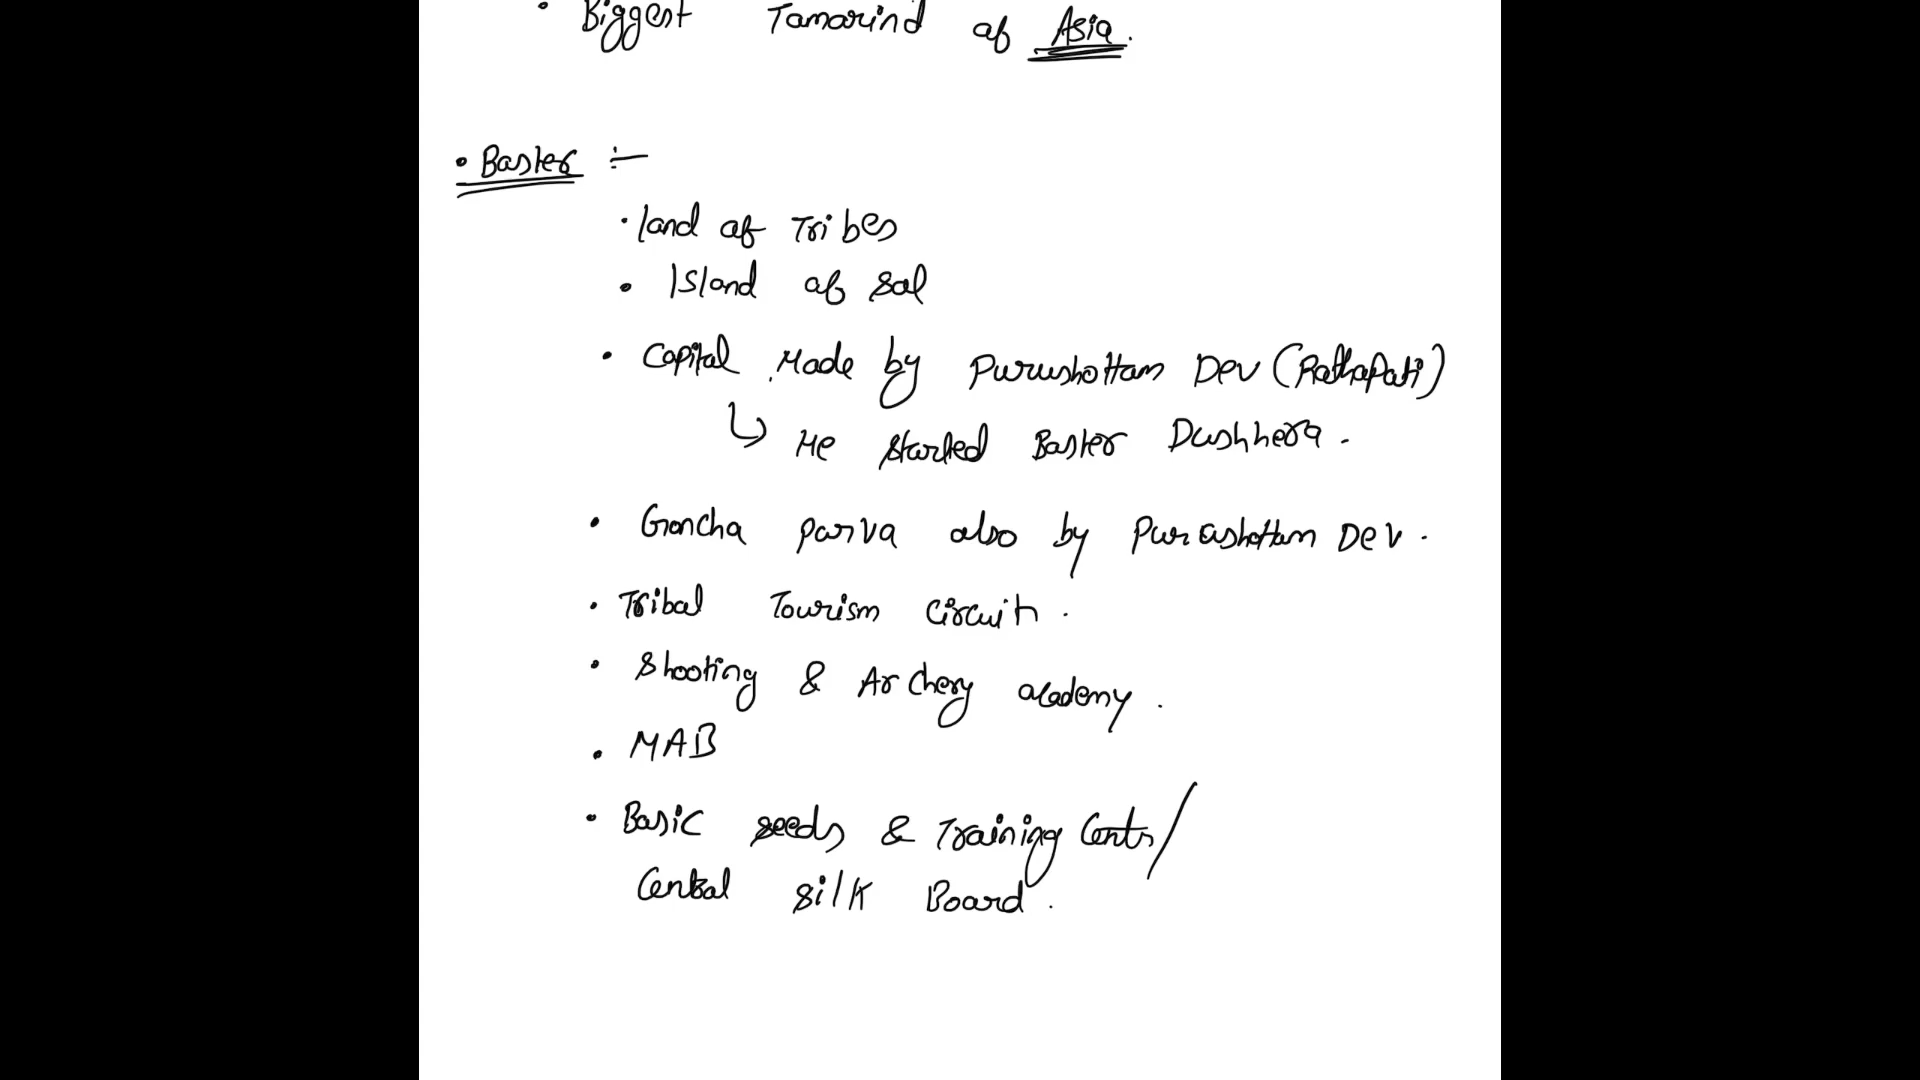 • Biggest Tamarind of Asia.
• Baster :-
• land of Tribes
• Island of Sal
• Capital Made by Purushottam Dev (Rathapati)
↳ He started Baster Dushhera.
• Goncha parva also by Purushottam Dev.
• Tribal Tourism Circuit.
• Shooting & Archery academy.
• MAB
• Basic seeds & Training Centr/
Central Silk Board.